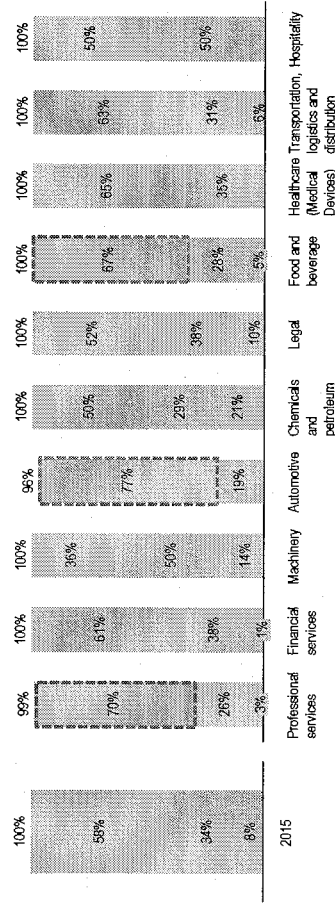 100%
58%
34%
8%
2015
99%
70%
26%
3%
Professional
services
100%
61%
38%
1%
Financial
services
100%
36%
50%
14%
Machinery
96%
77%
19%
Automotive
100%
50%
29%
21%
Chemicals
and
petroleum
100%
52%
38%
10%
Legal
100%
67%
28%
5%
Food and
beverage
100%
65%
35%
Healthcare
(Medical
Devices)
100%
63%
31%
6%
Transportation,
logistics and
distribution
100%
50%
50%
Hospitality